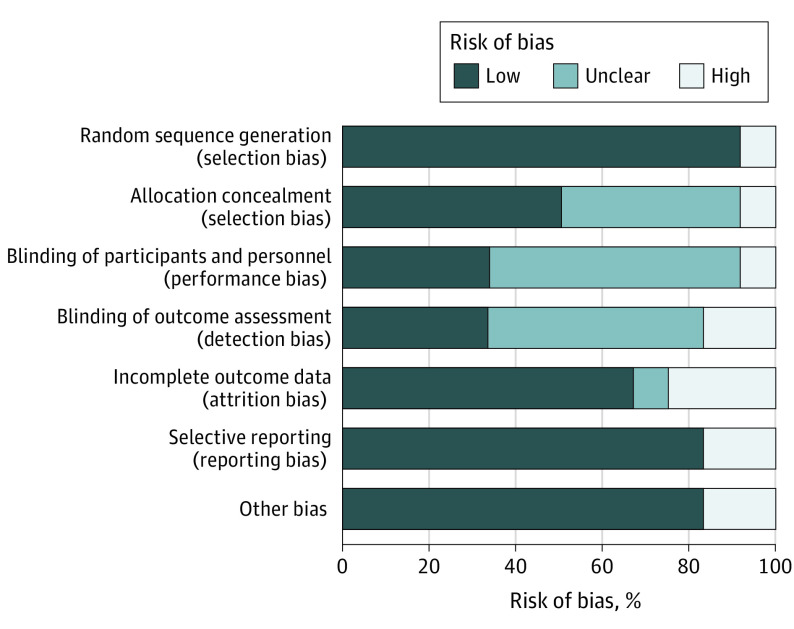 Risk of bias
Low Unclear High
Random sequence generation
(selection bias)
Allocation concealment
(selection bias)
Blinding of participants and personnel
(performance bias)
Blinding of outcome assessment
(detection bias)
Incomplete outcome data
(attrition bias)
Selective reporting
(reporting bias)
Other bias
0 20 40 60 80 100
Risk of bias, %